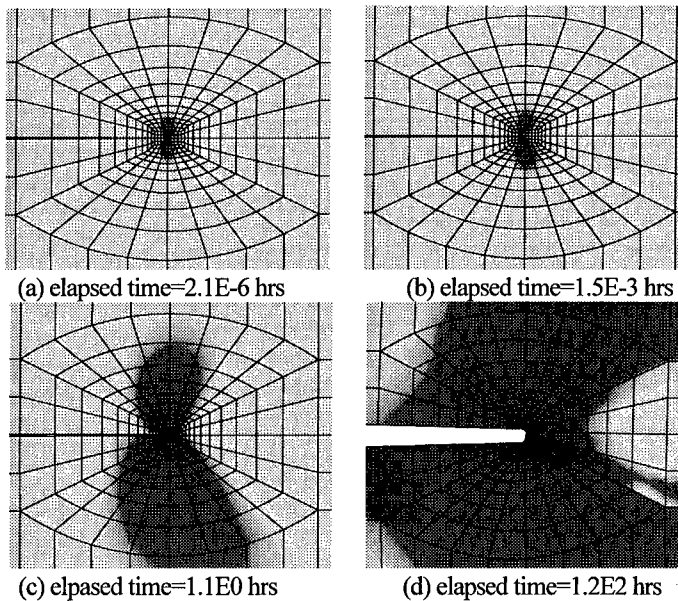 (a) elapsed time=2.1E-6 hrs
(b) elapsed time=1.5E-3 hrs
(c) elpased time=1.1E0 hrs
(d) elapsed time=1.2E2 hrs